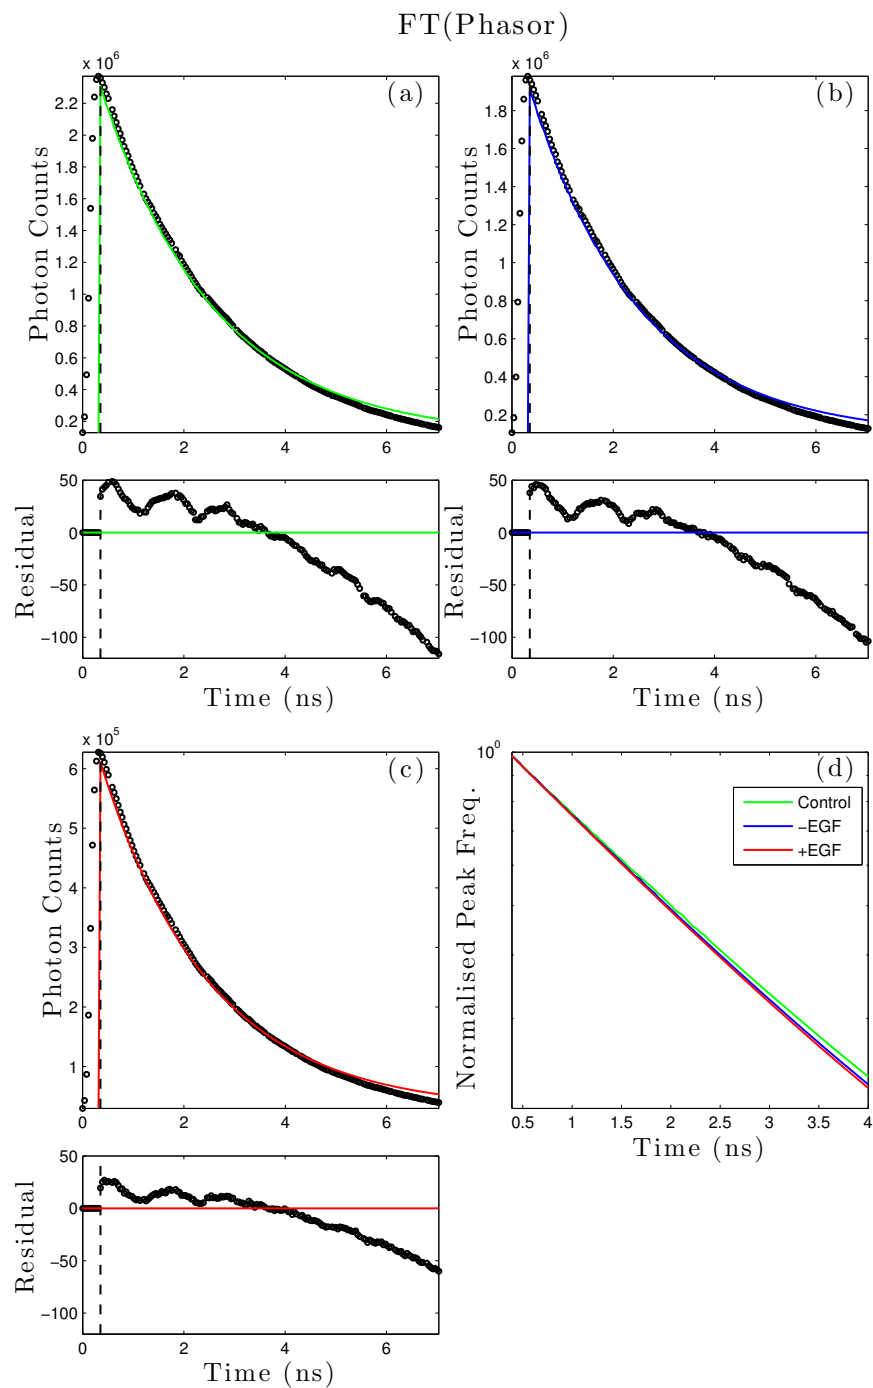 FT(Phasor)
x 10^6
(a)
2.2
2
1.8
1.6
1.4
1.2
1
0.8
0.6
0.4
0.2
Photon Counts
0 2 4 6
50
0
−50
−100
Residual
0 2 4 6
Time (ns)
x 10^6
(b)
1.8
1.6
1.4
1.2
1
0.8
0.6
0.4
0.2
Photon Counts
0 2 4 6
50
0
−50
−100
Residual
0 2 4 6
Time (ns)
x 10^5
(c)
6
5
4
3
2
1
Photon Counts
0 2 4 6
50
0
−50
−100
Residual
0 2 4 6
Time (ns)
10^0
(d)
Control
−EGF
+EGF
Normalised Peak Freq.
0.5 1 1.5 2 2.5 3 3.5 4
Time (ns)